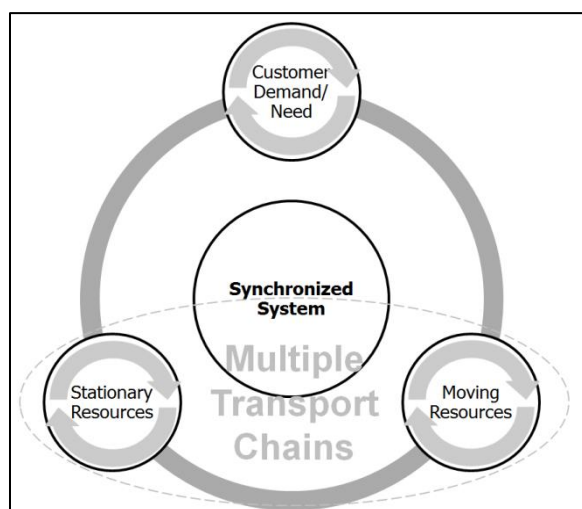 Customer
Demand/
Need
Synchronized
System
Multiple
Transport
Chains
Stationary
Resources
Moving
Resources